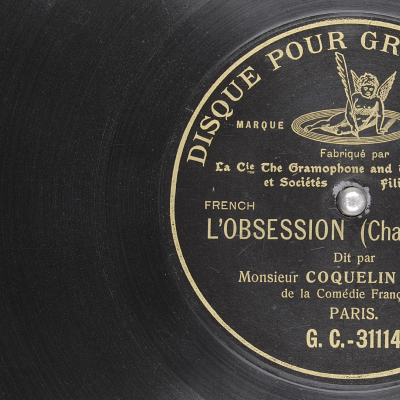 DISQUE POUR GR
MARQUE
Fabriqué par
La Cie The Gramophone and
et Sociétés Fili
FRENCH
L'OBSESSION (Cha
Dit par
Monsieur COQUELIN
de la Comédie Franç
PARIS.
G. C.-31114